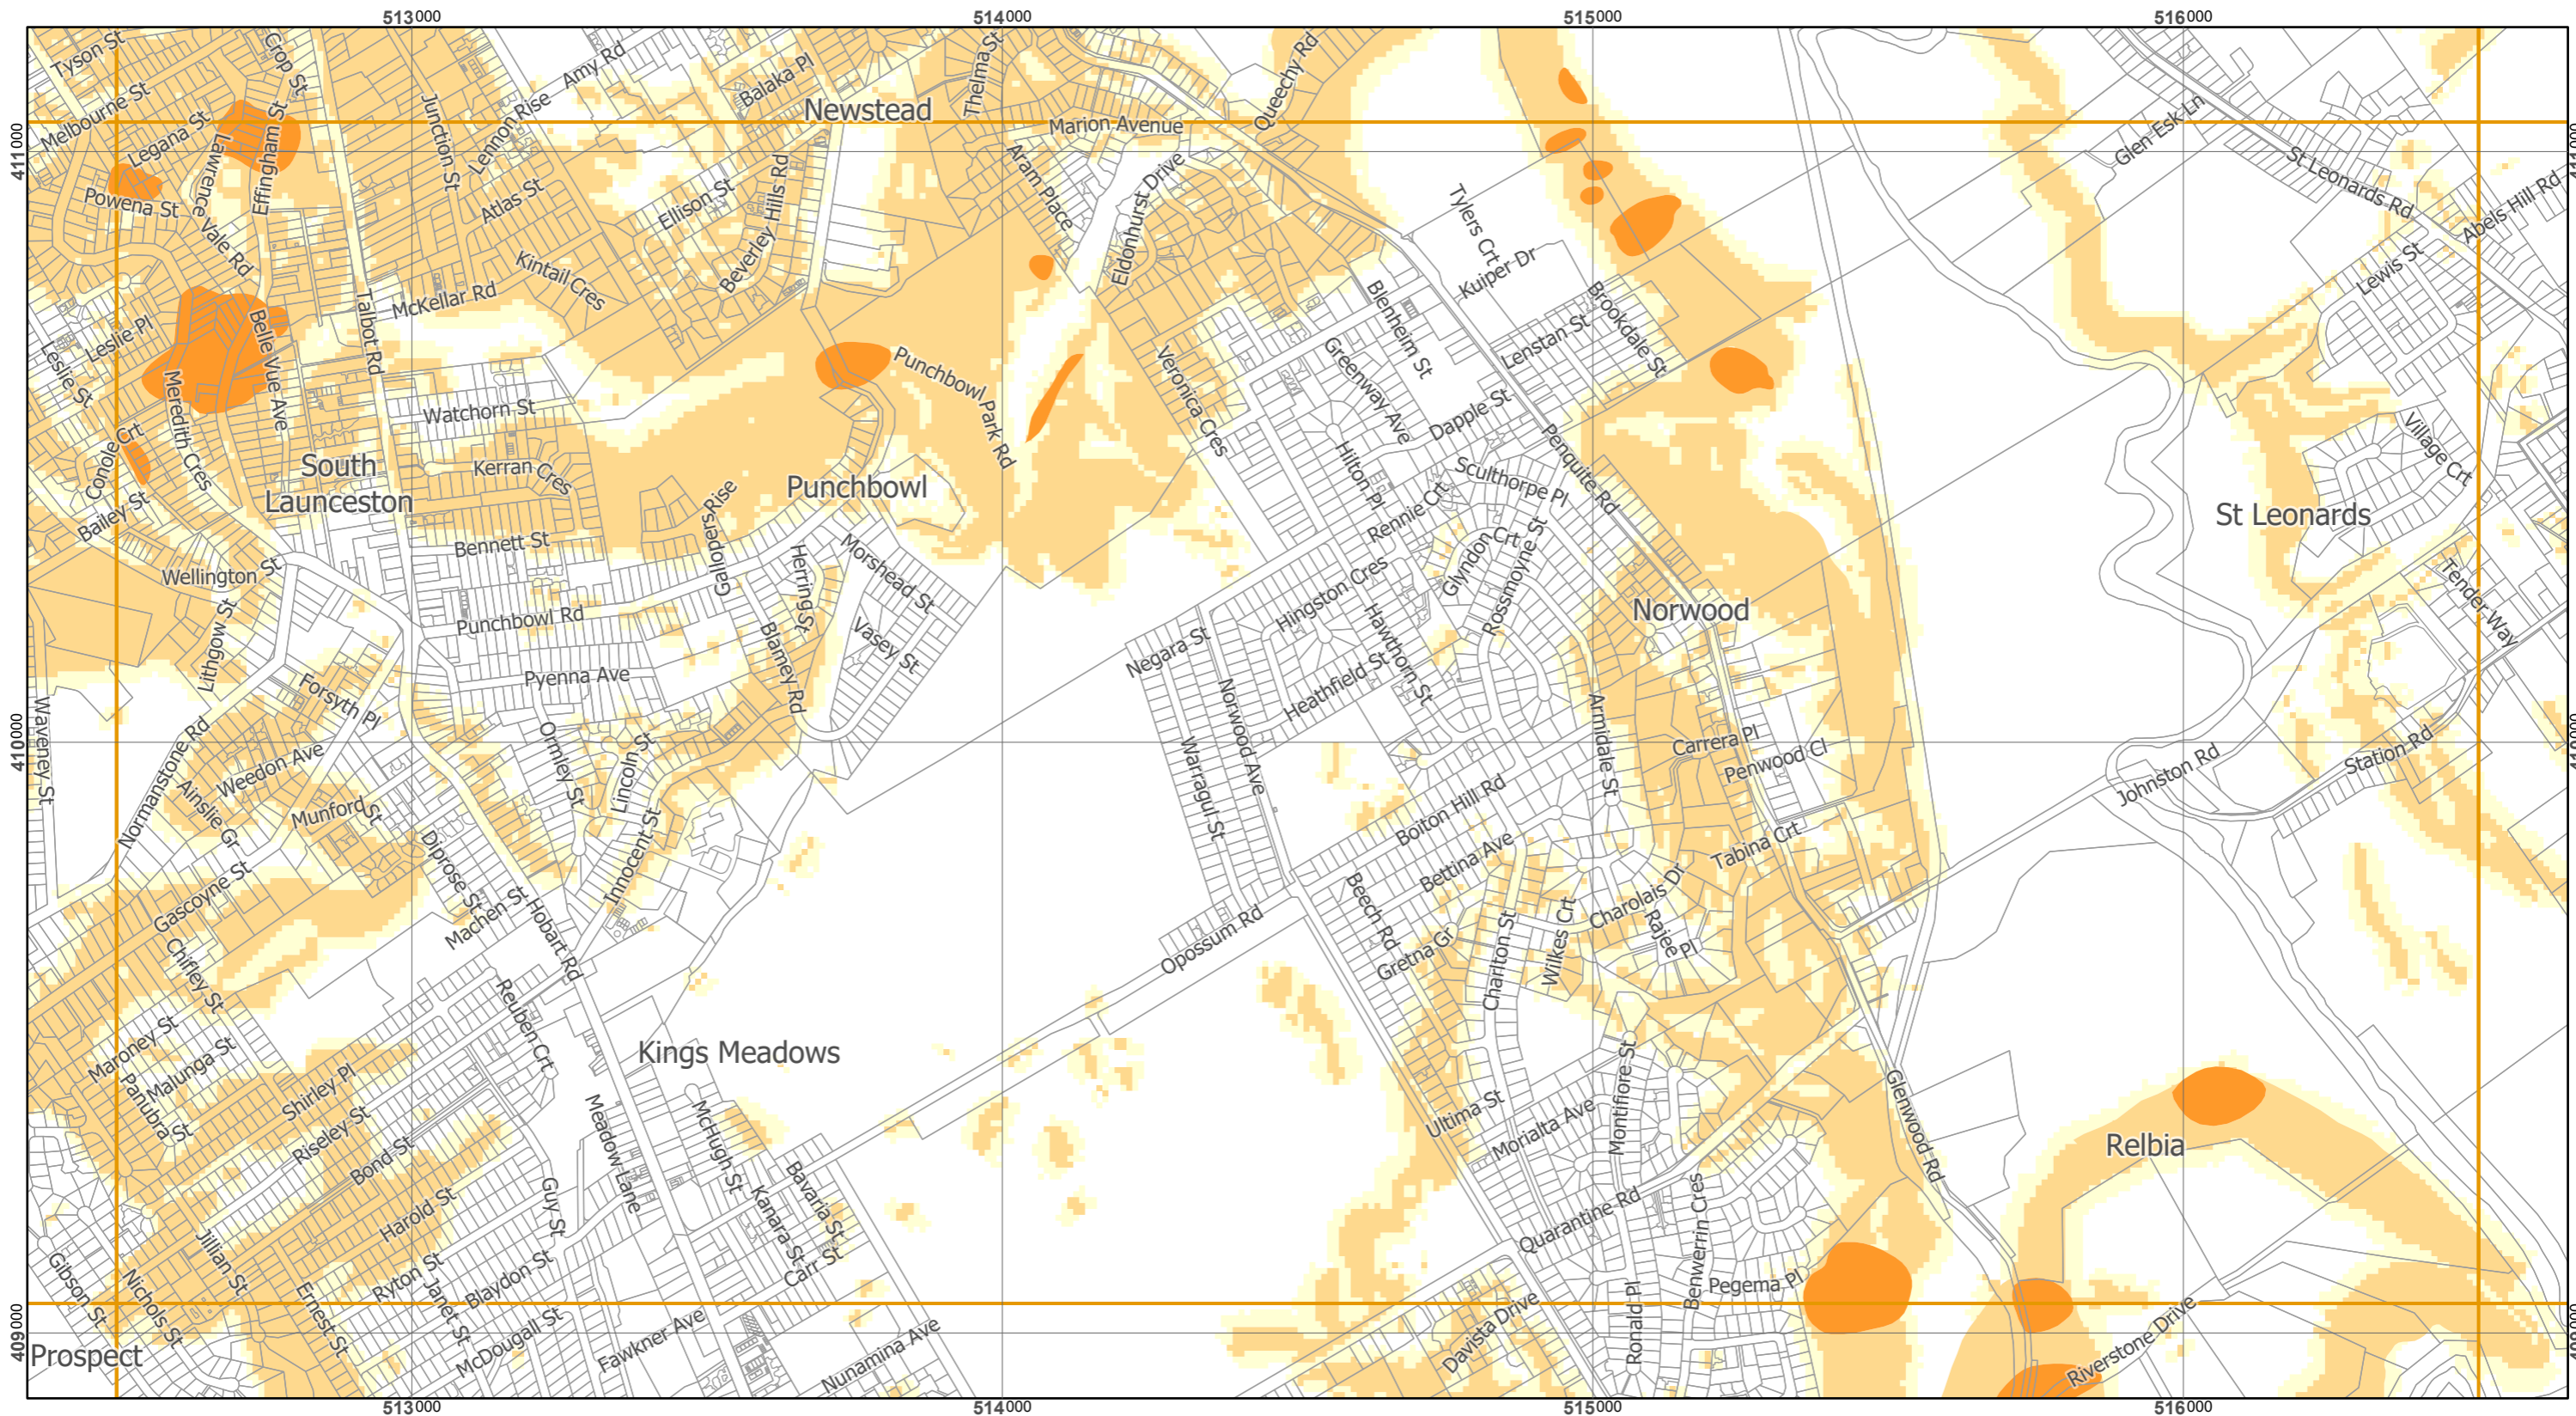 513000
514000
515000
516000
Tyson St
Crop St
Amy Rd
Balaka Pl
Thelma St
Queechy Rd
Melbourne St
Junction St
Lennon Rise
Newstead
Marion Avenue
Glen Esk Ln
411000
Legana St
Lawrence Vale Rd
Effingham St
St Leonards Rd
Powena St
Atlas St
Ellison St
Beverley Hills Rd
Aram Place
Eldonhurst Drive
Tylers Crt
Abels Hill Rd
Kintail Cres
Kuiper Dr
Lewis St
McKellar Rd
Talbot Rd
Blenheim St
Brookdale St
Leslie Pl
Leslie St
Belle Vue Ave
Meredith Cres
Punchbowl Park Rd
Veronica Cres
Greenway Ave
Lenstan St
Watchorn St
Dapple St
Village Crt
Conole Crt
South
Launceston
Kerran Cres
Punchbowl
Hilton Pl
Sculthorpe Pl
Penquite Rd
Bailey St
Gallopers Rise
Rennie Crt
St Leonards
Bennett St
Morshead St
Glyndon Crt
Rossmoyne St
Wellington St
Herring St
Hingston Cres
Tender Way
Lithgow St
Punchbowl Rd
Blamey Rd
Vasey St
Negara St
Hawthorn St
Norwood
Pyenna Ave
Heathfield St
Forsyth Pl
Norwood Ave
Armidale St
Waveney St
410000
Normanstone Rd
Ormley St
Lincoln St
Warragul St
Carrera Pl
Penwood Cl
Station Rd
Johnston Rd
Weedon Ave
Ainslie Gr
Munford St
Boiton Hill Rd
Innocent St
Diprose St
Bettina Ave
Tabina Crt
Gascoyne St
Machen St
Hobart Rd
Beech Rd
Charolais Dr
Opossum Rd
Gretna Gr
Charlton St
Wilkes Crt
Rajee Pl
Chifley St
Reuben Crt
Maroney St
Malunga St
Panubra St
Kings Meadows
Shirley Pl
Riseley St
Meadow Lane
McHugh St
Ultima St
Morialta Ave
Montifiore St
Glenwood Rd
Relbia
Bond St
Guy St
Kanara St
Bavaria St
Carr St
Harold St
Quarantine Rd
Benwerrin Cres
Pegema Pl
Gibson St
Nichols St
Jillian St
Ernest St
Ryton St
Janet St
Blaydon St
McDougall St
Fawkner Ave
Nunamina Ave
Davista Drive
Ronald Pl
Riverstone Drive
409000
Prospect
513000
514000
515000
516000